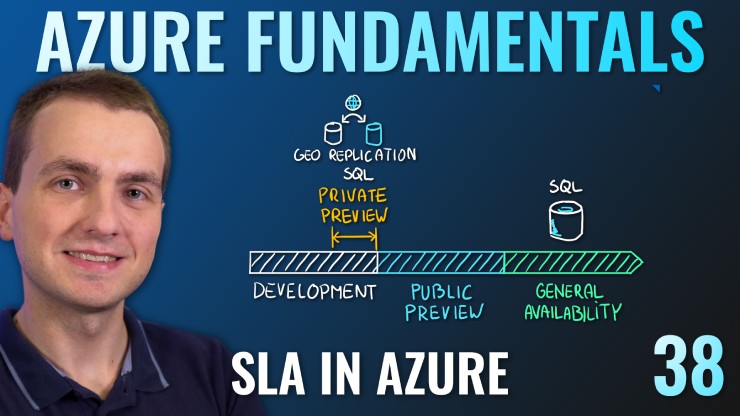 AZURE FUNDAMENTALS
GEO REPLICATION
SQL
PRIVATE
PREVIEW
SQL
DEVELOPMENT
PUBLIC
PREVIEW
GENERAL
AVAILABILITY
SLA IN AZURE
38